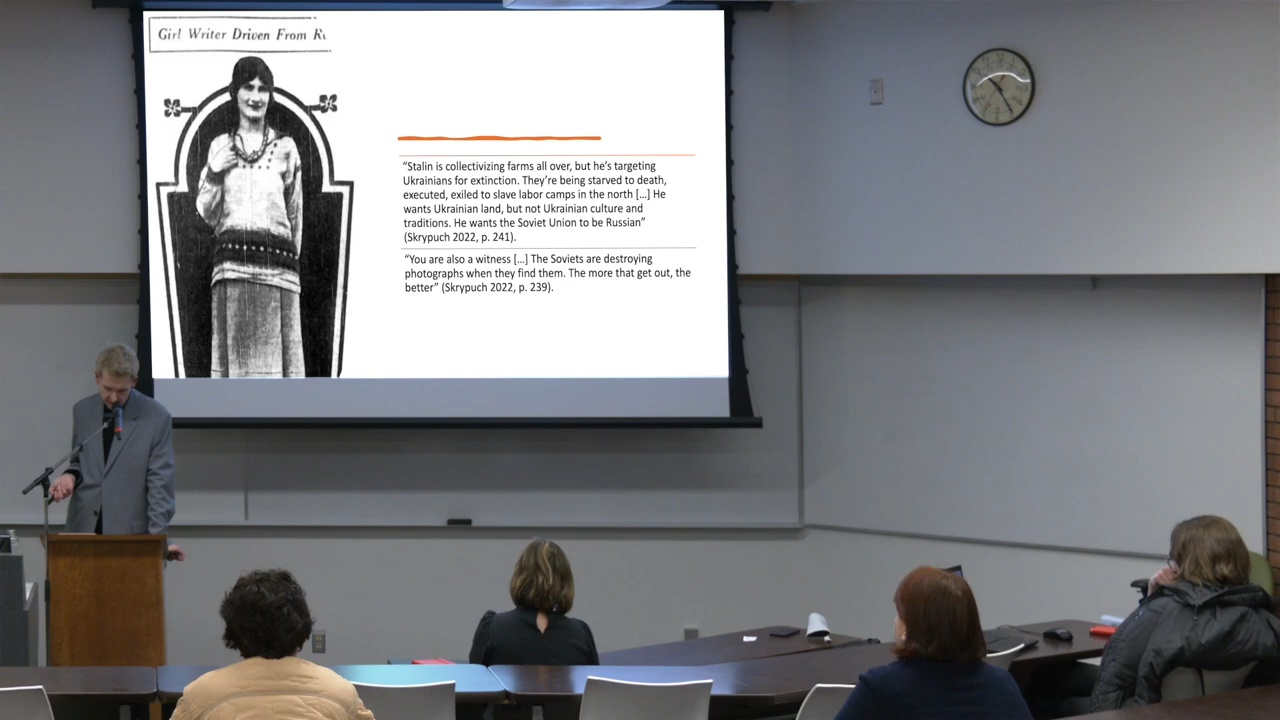 Girl Writer Driven From
“Stalin is collectivizing farms all over, but he’s targeting
Ukrainians for extinction. They’re being starved to death,
executed, exiled to slave labor camps in the north [...] He
wants Ukrainian land, but not Ukrainian culture and
traditions. He wants the Soviet Union to be Russian”
(Skrypuch 2022, p. 241).
“You are also a witness [...] The Soviets are destroying
photographs when they find them. The more that get out, the
better” (Skrypuch 2022, p. 239).